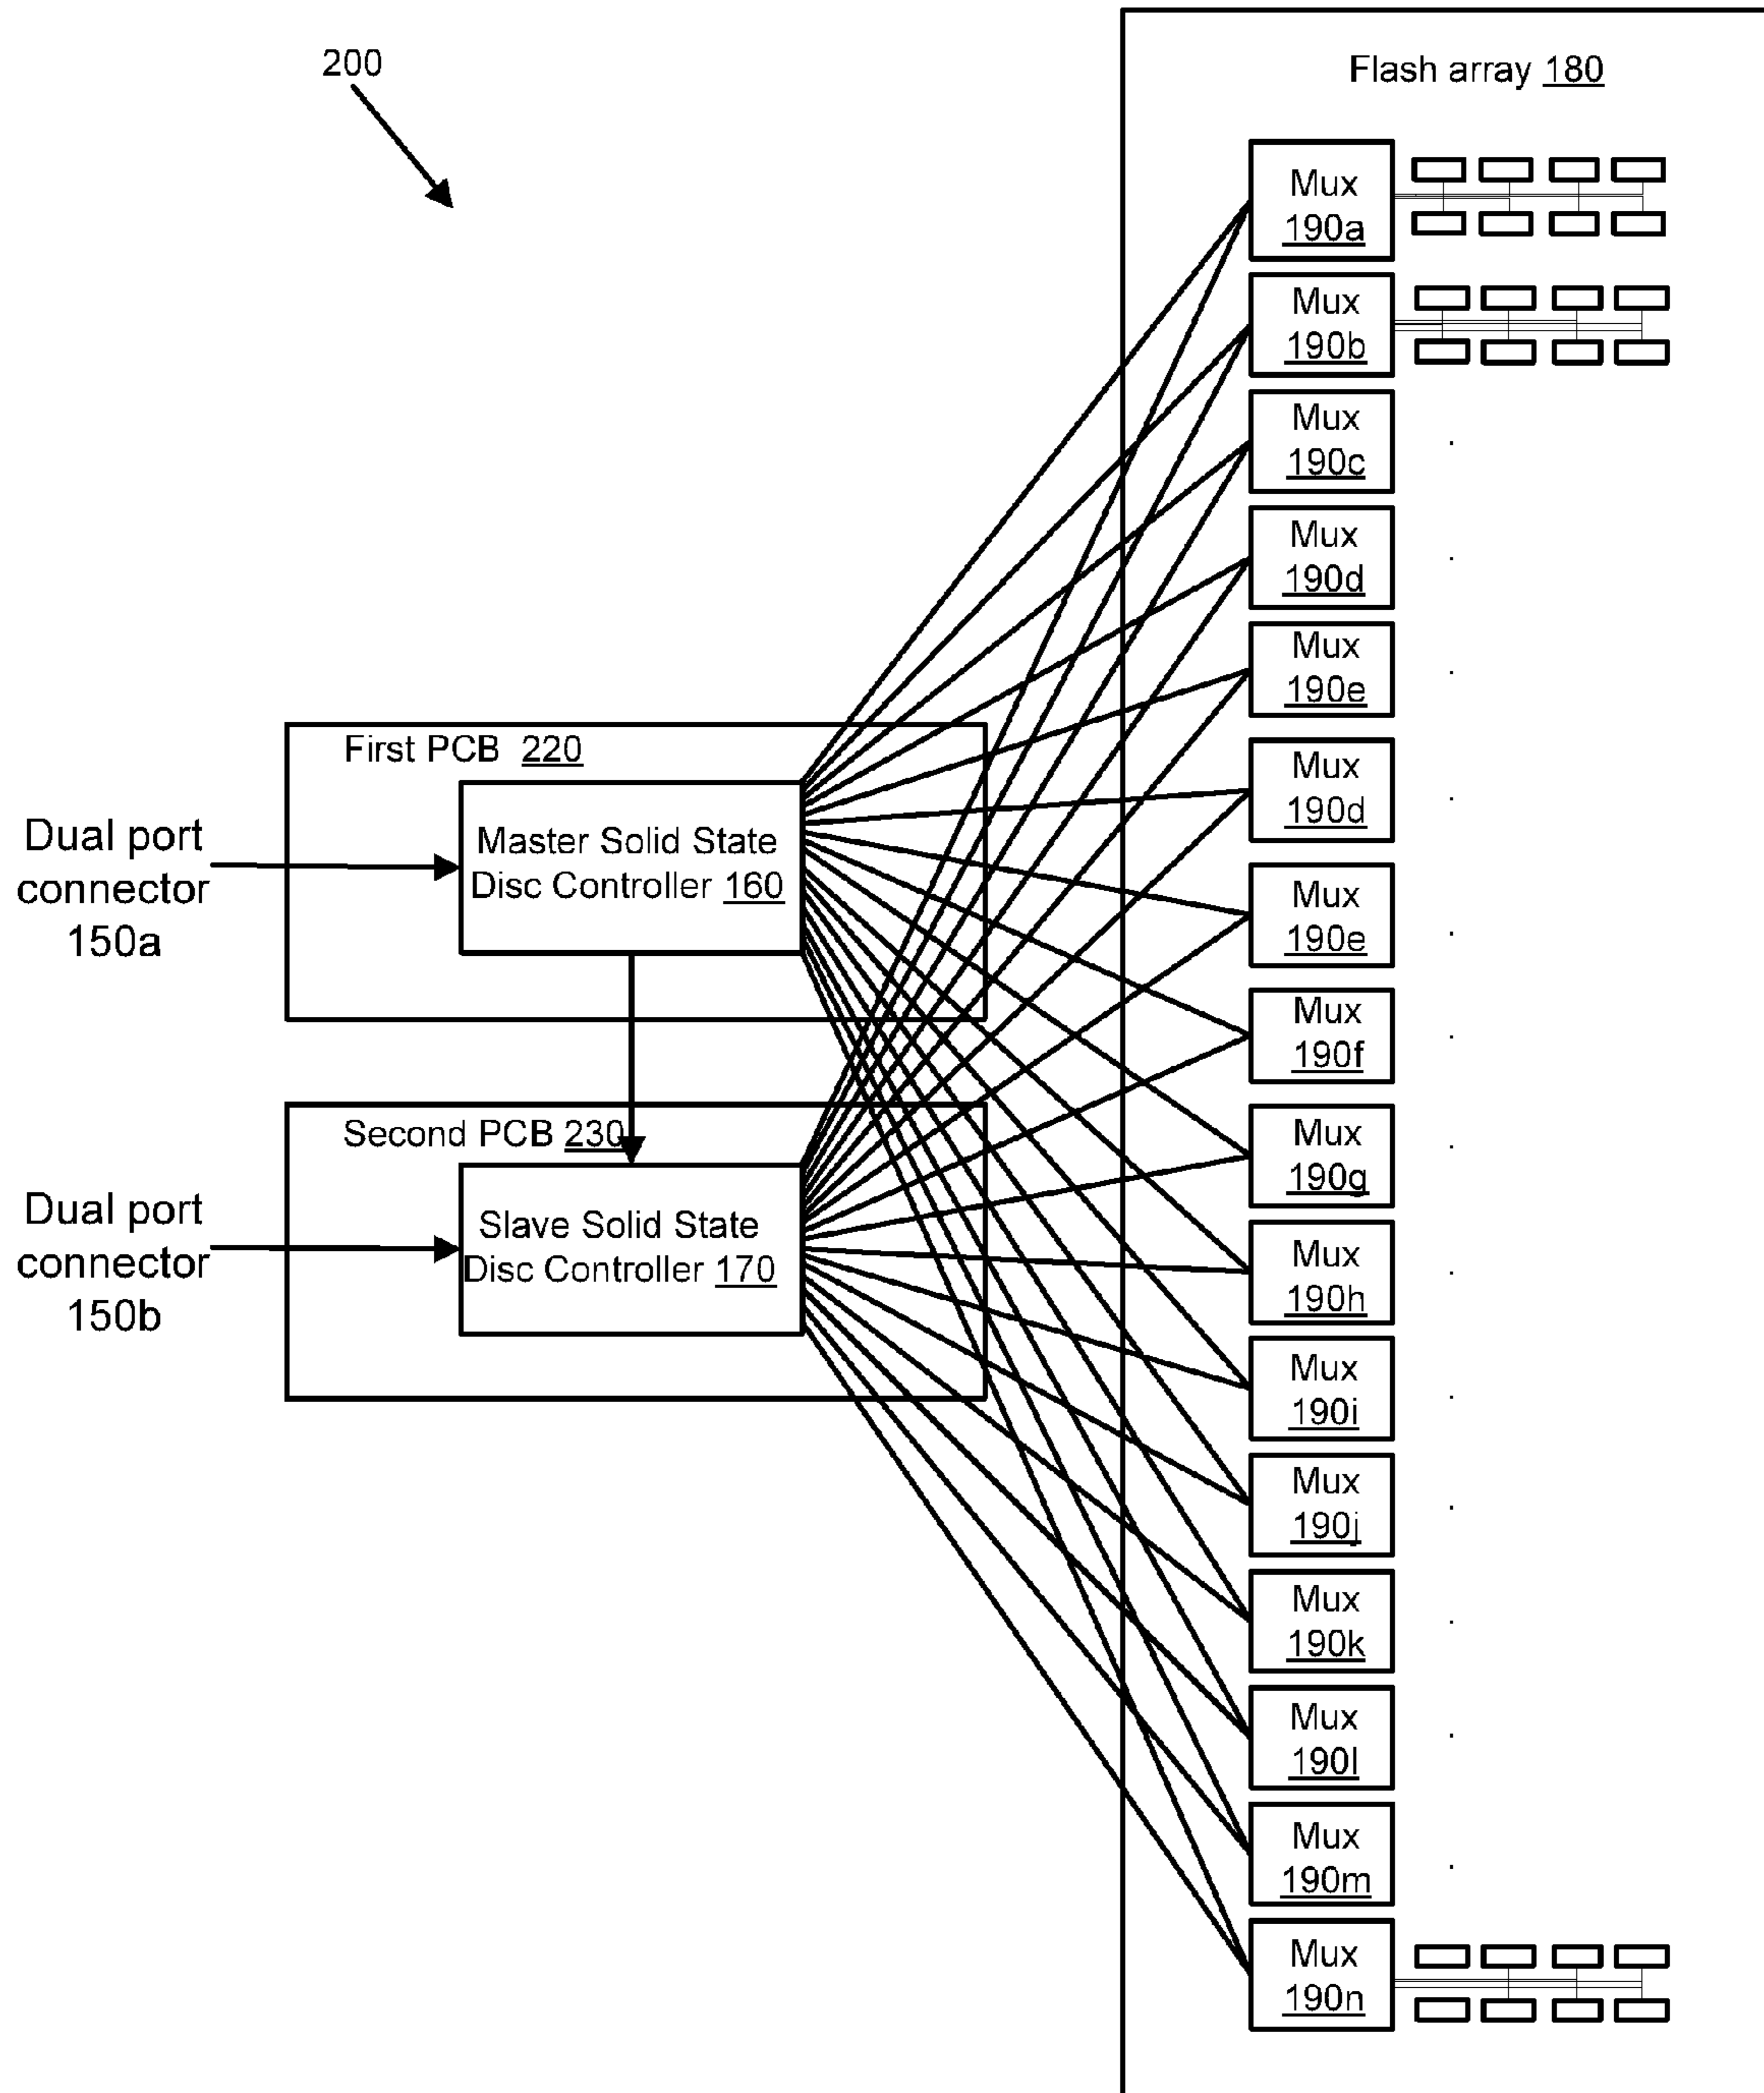 200
Flash array 180
Mux
190a
Mux
190b
Mux
190c
Mux
190d
Mux
190e
Mux
190d
Mux
190e
Mux
190f
Mux
190g
Mux
190h
Mux
190i
Mux
190j
Mux
190k
Mux
190l
Mux
190m
Mux
190n
First PCB 220
Master Solid State
Disc Controller 160
Dual port
connector
150a
Second PCB 230
Slave Solid State
Disc Controller 170
Dual port
connector
150b